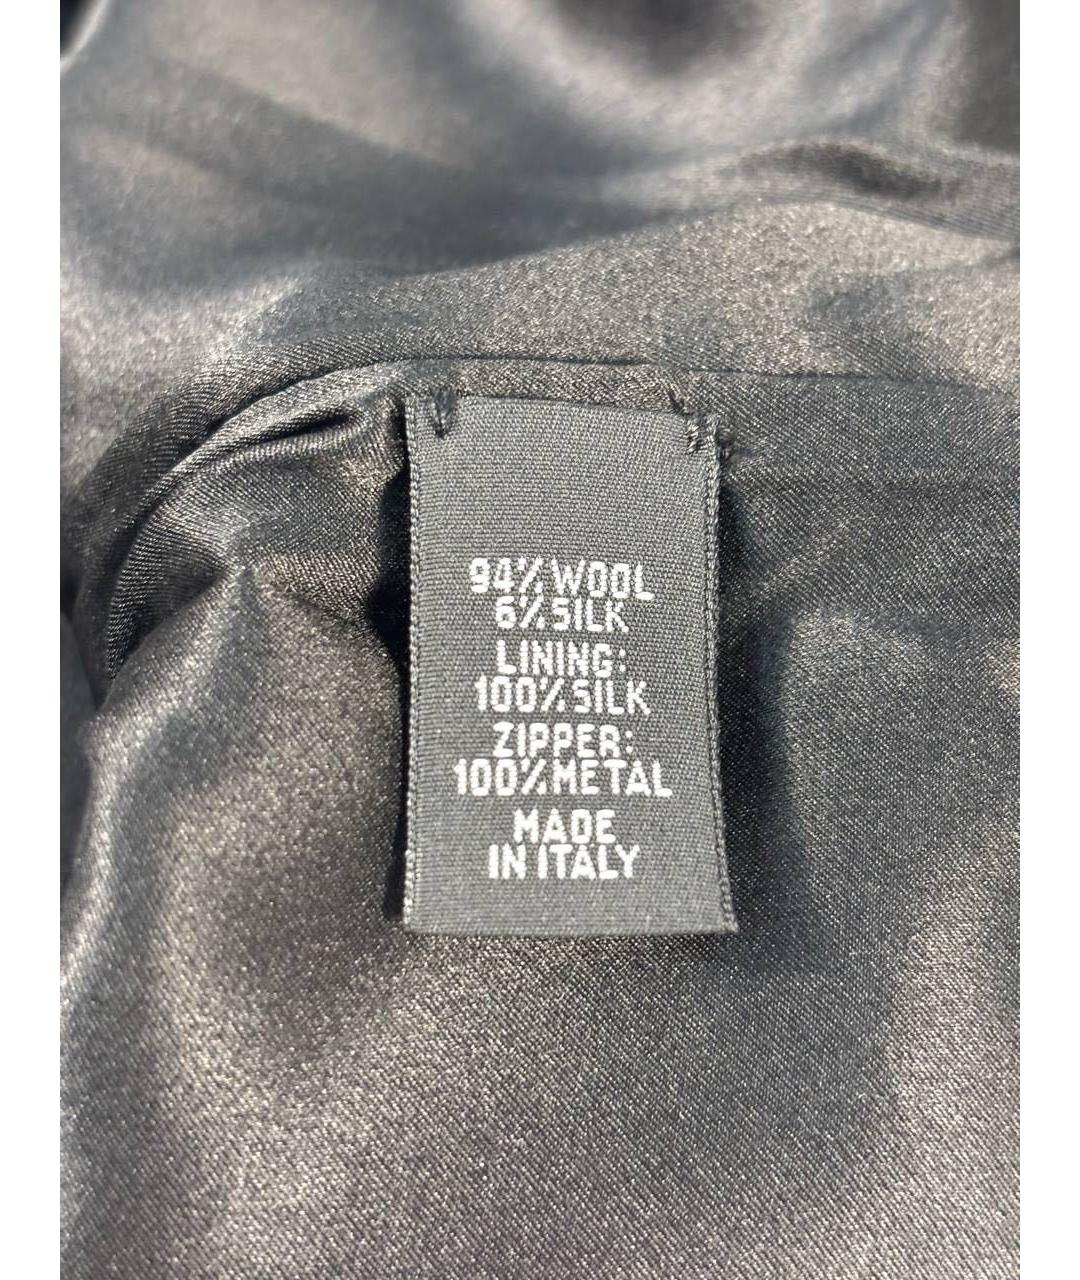 94% WOOL
6% SILK
LINING:
100% SILK
ZIPPER:
100% METAL
MADE
IN ITALY